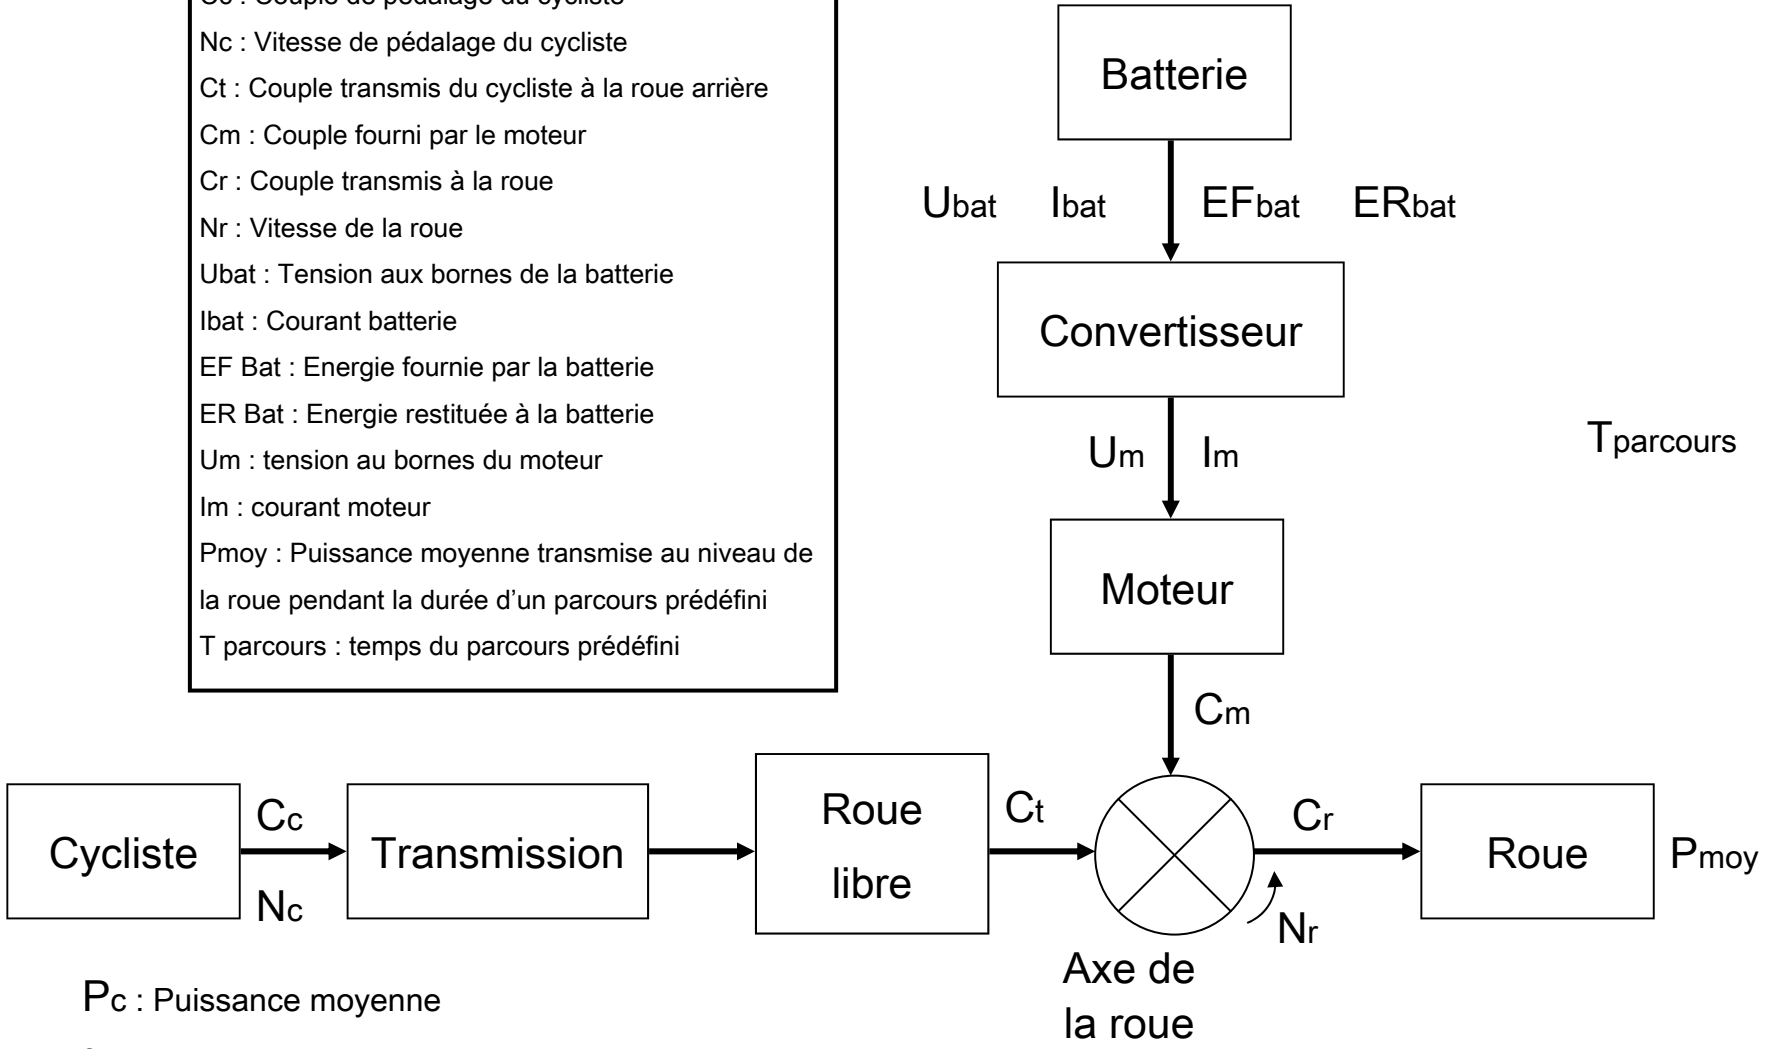 Nc : Vitesse de pédalage du cycliste
Ct : Couple transmis du cycliste à la roue arrière
Cm : Couple fourni par le moteur
Cr : Couple transmis à la roue
Nr : Vitesse de la roue
Ubat : Tension aux bornes de la batterie
Ibat : Courant batterie
EF Bat : Energie fournie par la batterie
ER Bat : Energie restituée à la batterie
Um : tension au bornes du moteur
Im : courant moteur
Pmoy : Puissance moyenne transmise au niveau de
la roue pendant la durée d’un parcours prédéfini
T parcours : temps du parcours prédéfini
Batterie
Ubat Ibat EFbat ERbat
Convertisseur
Tparcours
Um Im
Moteur
Cm
Cycliste
Cc
Nc
Transmission
Roue
libre
Ct
Cr
Nr
Roue
Pmoy
Axe de
la roue
Pc : Puissance moyenne